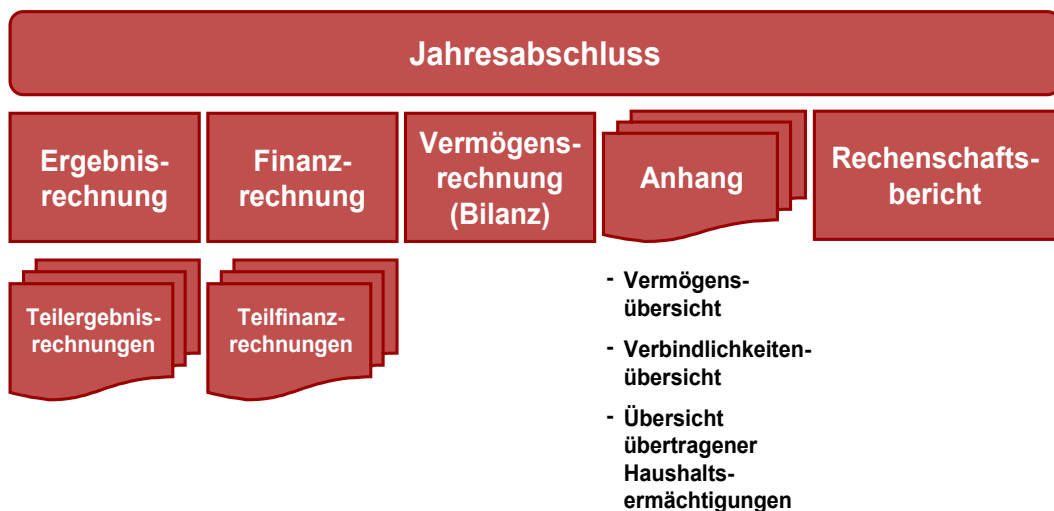 Jahresabschluss
Ergebnis-
rechnung
Finanz-
rechnung
Vermögens-
rechnung
(Bilanz)
Anhang
Rechenschafts-
bericht
Teilergebnis-
rechnungen
Teilfinanz-
rechnungen
- Vermögens-
übersicht
- Verbindlichkeiten-
übersicht
- Übersicht
übertragener
Haushalts-
ermächtigungen